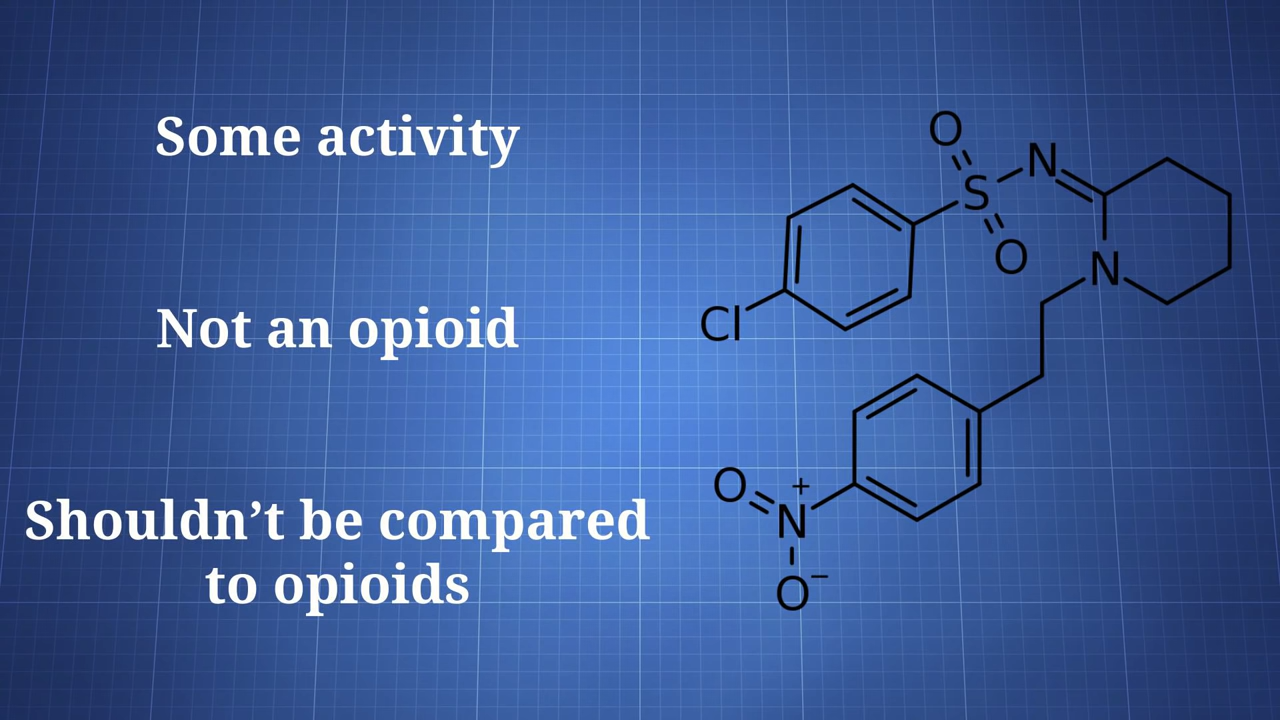 Some activity
Not an opioid
Shouldn’t be compared
to opioids
O
N
S
O
N
Cl
O
+
N
O−